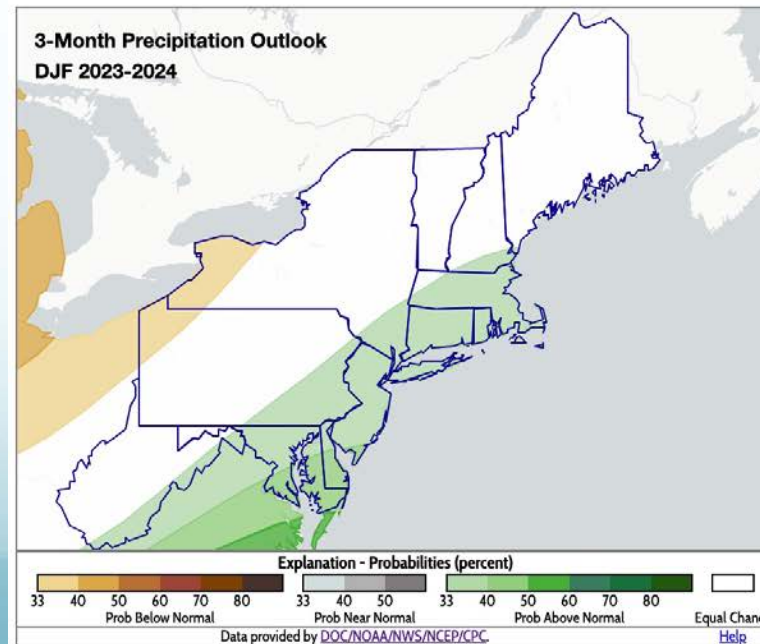 3-Month Precipitation Outlook
DJF 2023-2024
Explanation - Probabilities (percent)
33 40 50 60 70 80
Prob Below Normal
33 40 50
Prob Near Normal
33 40 50 60 70 80
Prob Above Normal
Equal Chanc
Data provided by DOC/NOAA/NWS/NCEP/CPC.
Help